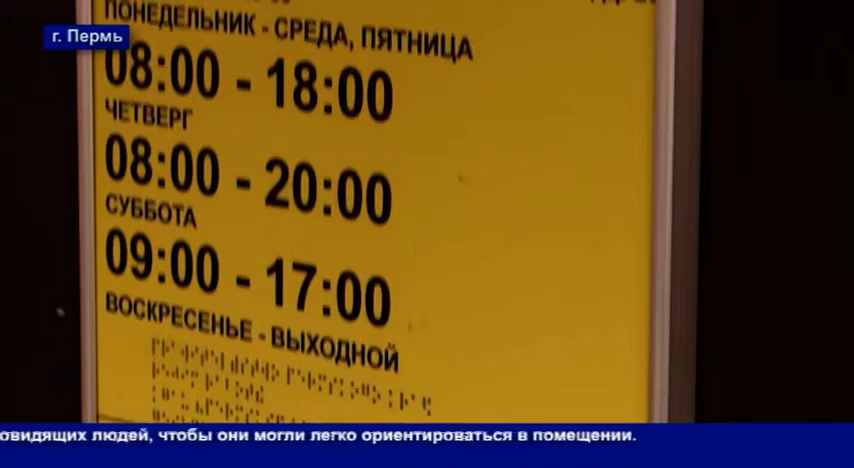 г. Пермь
ПОНЕДЕЛЬНИК - СРЕДА, ПЯТНИЦА
08:00 - 18:00
ЧЕТВЕРГ
08:00 - 20:00
СУББОТА
09:00 - 17:00
ВОСКРЕСЕНЬЕ - ВЫХОДНОЙ
людей, чтобы они могли легко ориентироваться в помещении.